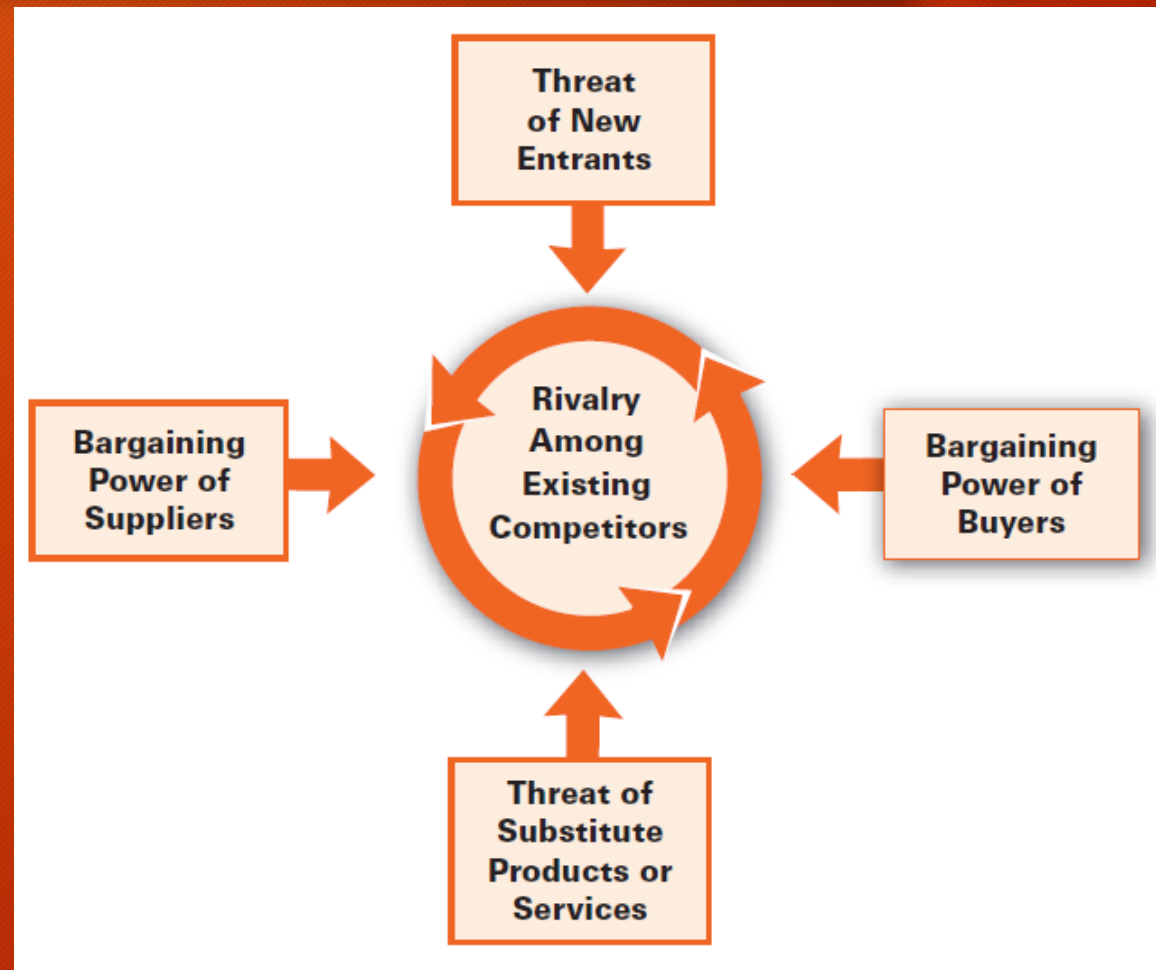 Threat
of New
Entrants
Bargaining
Power of
Suppliers
Rivalry
Among
Existing
Competitors
Bargaining
Power of
Buyers
Threat of
Substitute
Products or
Services